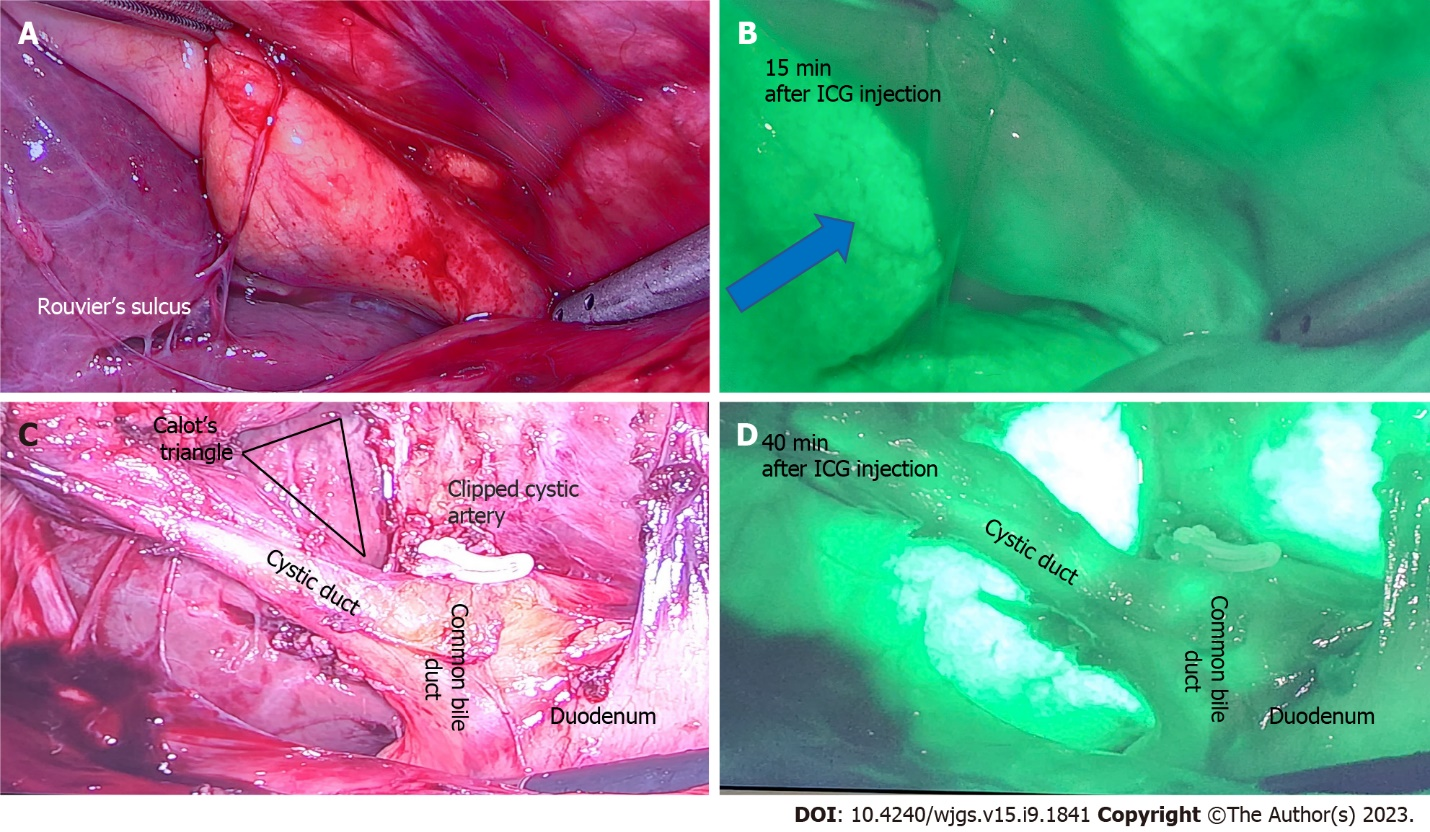 A
Rouvier's sulcus
B
15 min
after ICG injection
C
Calot's
triangle
Clipped cystic
artery
Cystic duct
Common bile
duct
Duodenum
D
40 min
after ICG injection
Cystic duct
Common bile
duct
Duodenum
DOI: 10.4240/wjgs.v15.i9.1841 Copyright ©The Author(s) 2023.